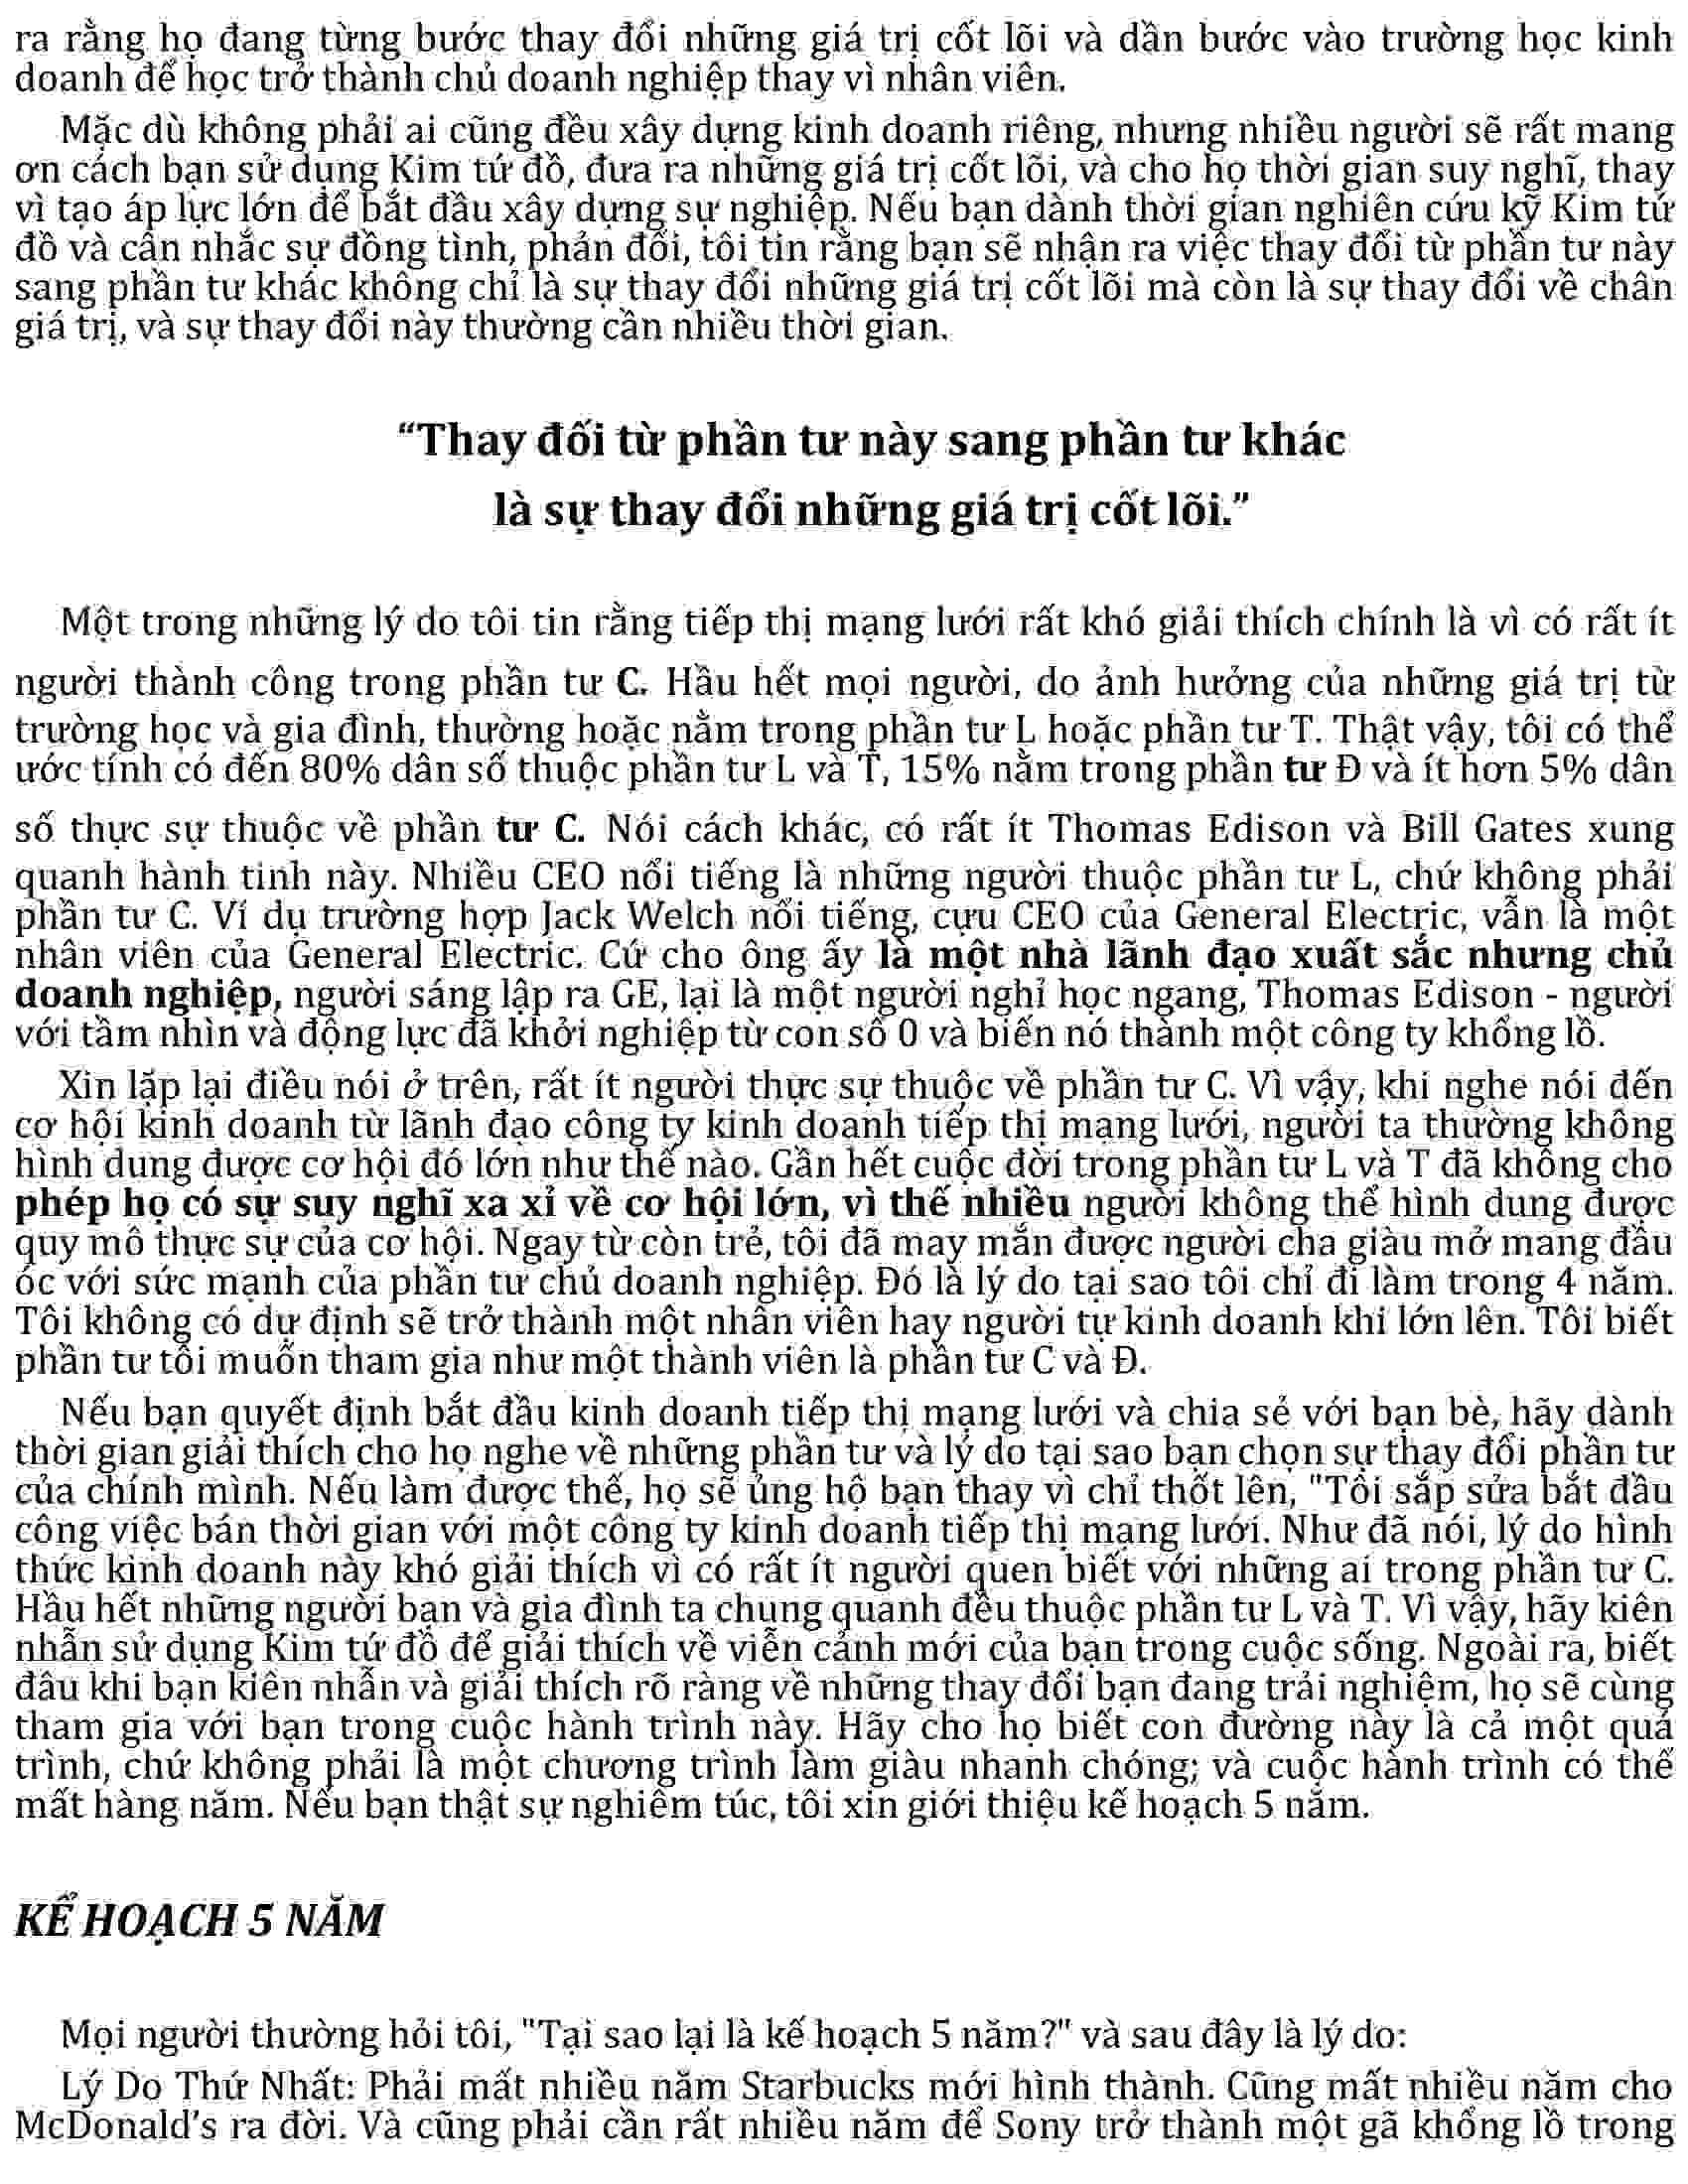 ra rằng họ đang từng bước thay đổi những giá trị cốt lõi và dần bước vào trường học kinh
doanh để học trở thành chủ doanh nghiệp thay vì nhân viên.
Mặc dù không phải ai cũng đều xây dựng kinh doanh riêng, nhưng nhiều người sẽ rất mang
ơn cách bạn sử dụng Kim tứ đồ, đưa ra những giá trị cốt lõi, và cho họ thời gian suy nghĩ, thay
vì tạo áp lực lớn để bắt đầu xây dựng sự nghiệp. Nếu bạn dành thời gian nghiên cứu kỹ Kim tứ
đồ và cân nhắc sự đồng tình, phản đối, tôi tin rằng bạn sẽ nhận ra việc thay đổi từ phần tư này
sang phần tư khác không chỉ là sự thay đổi những giá trị cốt lõi mà còn là sự thay đổi về chân
giá trị, và sự thay đổi này thường cần nhiều thời gian.
“Thay đổi từ phần tư này sang phần tư khác
là sự thay đổi những giá trị cốt lõi.”
Một trong những lý do tôi tin rằng tiếp thị mạng lưới rất khó giải thích chính là vì có rất ít
người thành công trong phần tư C. Hầu hết mọi người, do ảnh hưởng của những giá trị từ
trường học và gia đình, thường hoặc nằm trong phần tư L hoặc phần tư T. Thật vậy, tôi có thể
ước tính có đến 80% dân số thuộc phần tư L và T, 15% nằm trong phần tư Đ và ít hơn 5% dân
số thực sự thuộc về phần tư C. Nói cách khác, có rất ít Thomas Edison và Bill Gates xung
quanh hành tinh này. Nhiều CEO nổi tiếng là những người thuộc phần tư L, chứ không phải
phần tư C. Ví dụ trường hợp Jack Welch nổi tiếng, cựu CEO của General Electric, vẫn là một
nhân viên của General Electric. Cứ cho ông ấy là một nhà lãnh đạo xuất sắc nhưng chủ
doanh nghiệp, người sáng lập ra GE, lại là một người nghỉ học ngang, Thomas Edison - người
với tầm nhìn và động lực đã khởi nghiệp từ con số 0 và biến nó thành một công ty khổng lồ.
Xin lặp lại điều nói ở trên, rất ít người thực sự thuộc về phần tư C. Vì vậy, khi nghe nói đến
cơ hội kinh doanh từ lãnh đạo công ty kinh doanh tiếp thị mạng lưới, người ta thường không
hình dung được cơ hội đó lớn như thế nào. Gần hết cuộc đời trong phần tư L và T đã không cho
phép họ có sự suy nghĩ xa xỉ về cơ hội lớn, vì thế nhiều người không thể hình dung được
quy mô thực sự của cơ hội. Ngay từ còn trẻ, tôi đã may mắn được người cha giàu mở mang đầu
óc với sức mạnh của phần tư chủ doanh nghiệp. Đó là lý do tại sao tôi chỉ đi làm trong 4 năm.
Tôi không có dự định sẽ trở thành một nhân viên hay người tự kinh doanh khi lớn lên. Tôi biết
phần tư tôi muốn tham gia như một thành viên là phần tư C và Đ.
Nếu bạn quyết định bắt đầu kinh doanh tiếp thị mạng lưới và chia sẻ với bạn bè, hãy dành
thời gian giải thích cho họ nghe về những phần tư và lý do tại sao bạn chọn sự thay đổi phần tư
của chính mình. Nếu làm được thế, họ sẽ ủng hộ bạn thay vì chỉ thốt lên, "Tôi sắp sửa bắt đầu
công việc bán thời gian với một công ty kinh doanh tiếp thị mạng lưới. Như đã nói, lý do hình
thức kinh doanh này khó giải thích vì có rất ít người quen biết với những ai trong phần tư C.
Hầu hết những người bạn và gia đình ta chung quanh đều thuộc phần tư L và T. Vì vậy, hãy kiên
nhẫn sử dụng Kim tứ đồ để giải thích về viễn cảnh mới của bạn trong cuộc sống. Ngoài ra, biết
đâu khi bạn kiên nhẫn và giải thích rõ ràng về những thay đổi bạn đang trải nghiệm, họ sẽ cùng
tham gia với bạn trong cuộc hành trình này. Hãy cho họ biết con đường này là cả một quá
trình, chứ không phải là một chương trình làm giàu nhanh chóng; và cuộc hành trình có thể
mất hàng năm. Nếu bạn thật sự nghiêm túc, tôi xin giới thiệu kế hoạch 5 năm.
KỂ HOẠCH 5 NĂM
Mọi người thường hỏi tôi, "Tại sao lại là kế hoạch 5 năm?" và sau đây là lý do:
Lý Do Thứ Nhất: Phải mất nhiều năm Starbucks mới hình thành. Cũng mất nhiều năm cho
McDonald’s ra đời. Và cũng phải cần rất nhiều năm để Sony trở thành một gã khổng lồ trong